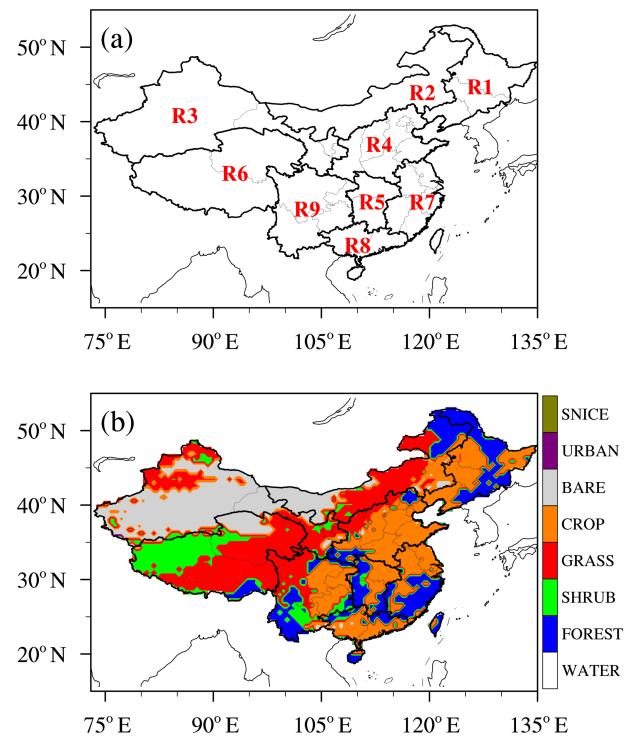 (a)
50° N
40° N
30° N
20° N
R1
R2
R3
R4
R6
R5
R9
R7
R8
75° E 90° E 105° E 120° E 135° E
(b)
50° N
40° N
30° N
20° N
75° E 90° E 105° E 120° E 135° E
SNICE
URBAN
BARE
CROP
GRASS
SHRUB
FOREST
WATER